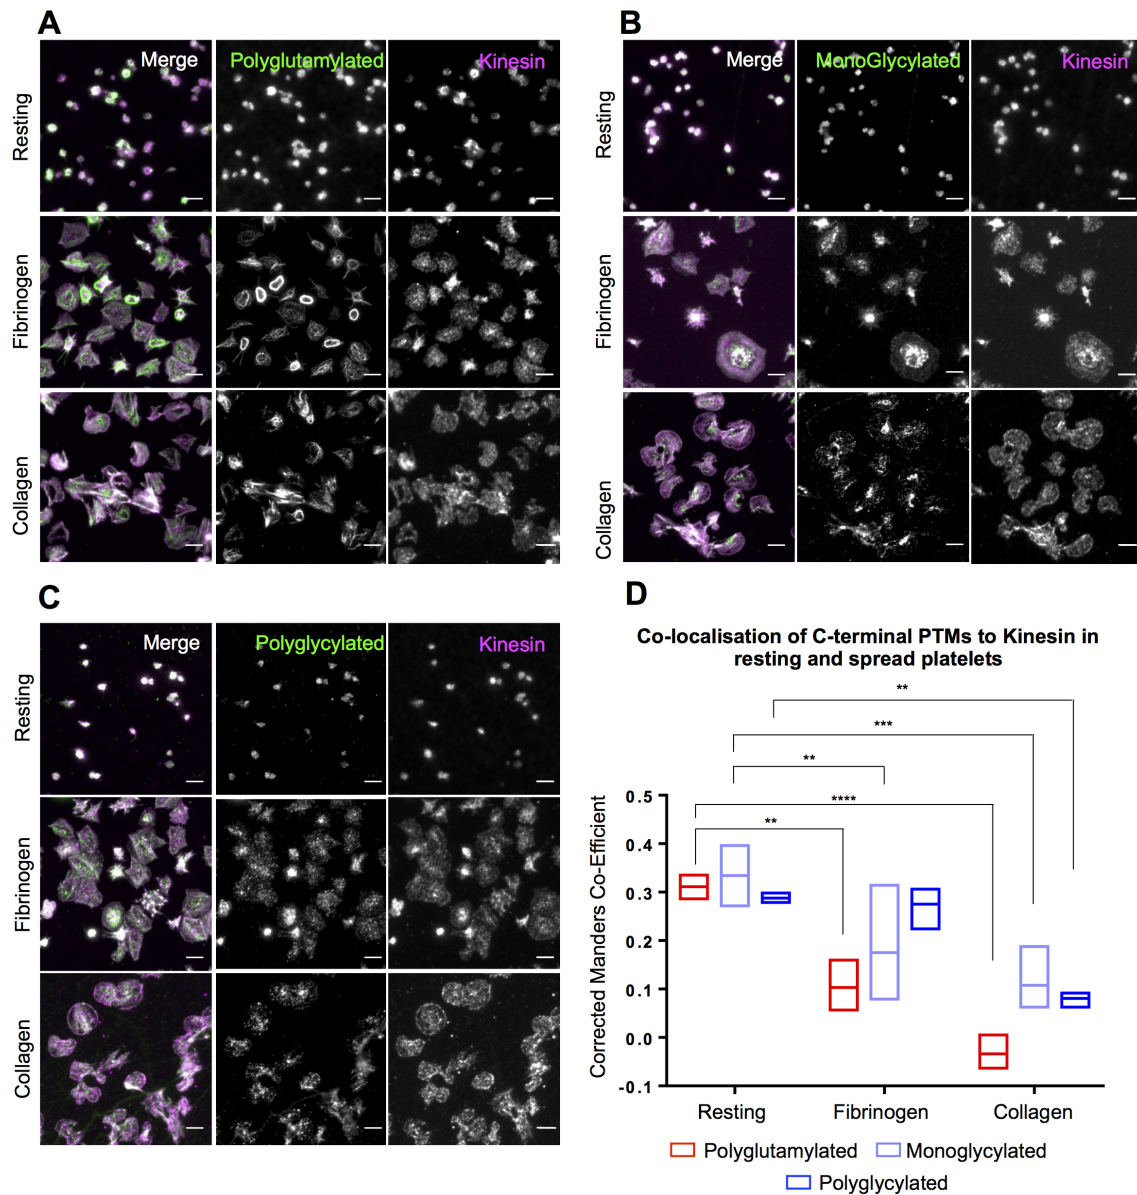 A
B
Merge
Polyglutamylated
Kinesin
Merge
MonoGlycylated
Kinesin
Resting
Resting
Fibrinogen
Fibrinogen
Collagen
Collagen
C
D
Merge
Polyglycylated
Kinesin
Resting
Fibrinogen
Collagen
Co-localisation of C-terminal PTMs to Kinesin in
resting and spread platelets
**
***
**
****
**
Corrected Manders Co-Efficient
0.5
0.4
0.3
0.2
0.1
0.0
-0.1
Resting
Fibrinogen
Collagen
Polyglutamylated
Monoglycylated
Polyglycylated